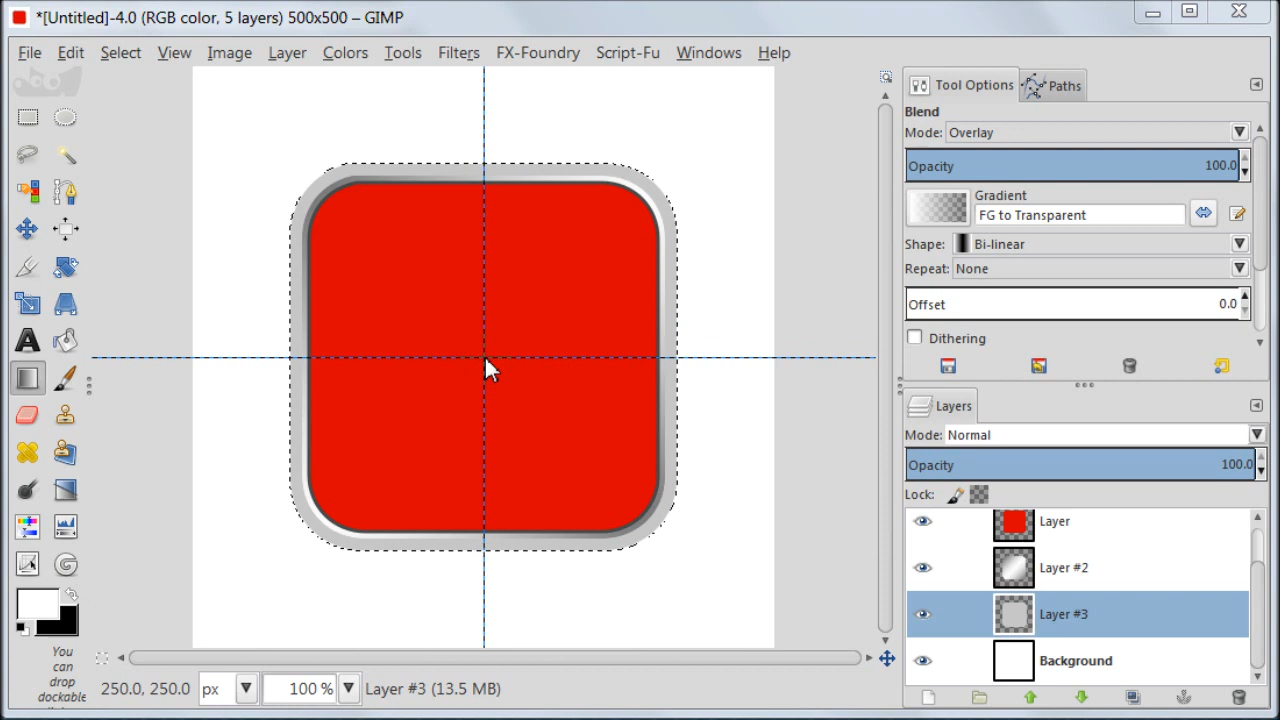 *[Untitled]-4.0 (RGB color, 5 layers) 500x500 – GIMP
File Edit Select View Image Layer Colors Tools Filters FX-Foundry Script-Fu Windows Help
Tool Options Paths
Blend
Mode: Overlay
Opacity 100.0
Gradient
FG to Transparent
Shape: Bi-linear
Repeat: None
Offset 0.0
Dithering
Layers
Mode: Normal
Opacity 100.0
Lock:
Layer
Layer #2
Layer #3
Background
You
can
drop
dockable
250.0, 250.0 px 100 % Layer #3 (13.5 MB)